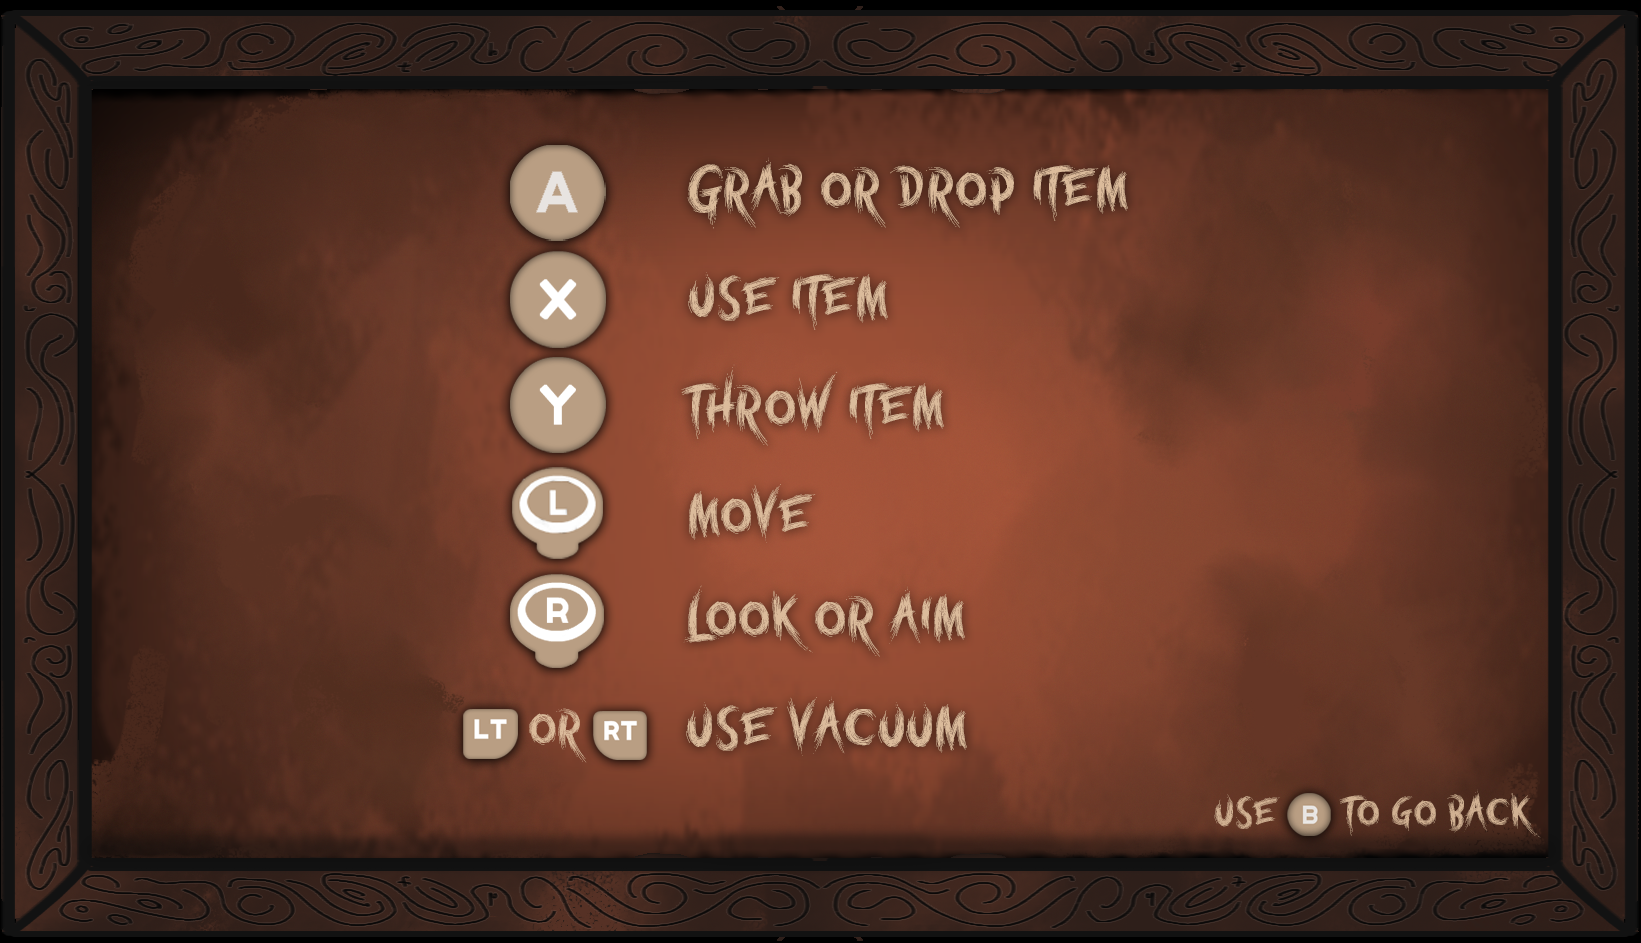 A GRAB OR DROP ITEM
X USE ITEM
Y THROW ITEM
L MOVE
R LOOK OR AIM
LT OR RT USE VACUUM
USE B TO GO BACK